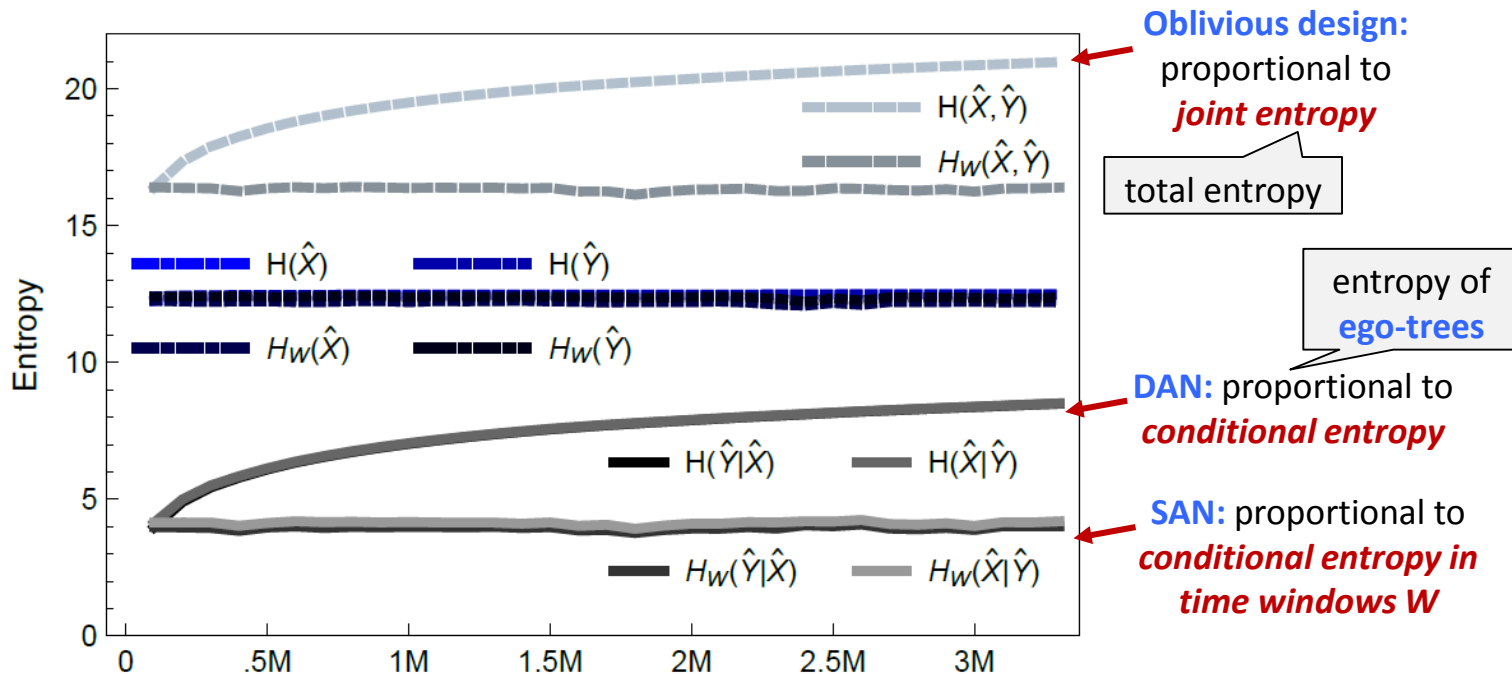 Oblivious design:
proportional to
joint entropy
total entropy
20
H(X̂,Ŷ)
H_W(X̂,Ŷ)
15
H(X̂)
H(Ŷ)
Entropy
entropy of
ego-trees
H_W(X̂)
H_W(Ŷ)
10
DAN: proportional to
conditional entropy
H(Ŷ|X̂)
H(X̂|Ŷ)
5
SAN: proportional to
conditional entropy in
time windows W
H_W(Ŷ|X̂)
H_W(X̂|Ŷ)
0
0 .5M 1M 1.5M 2M 2.5M 3M